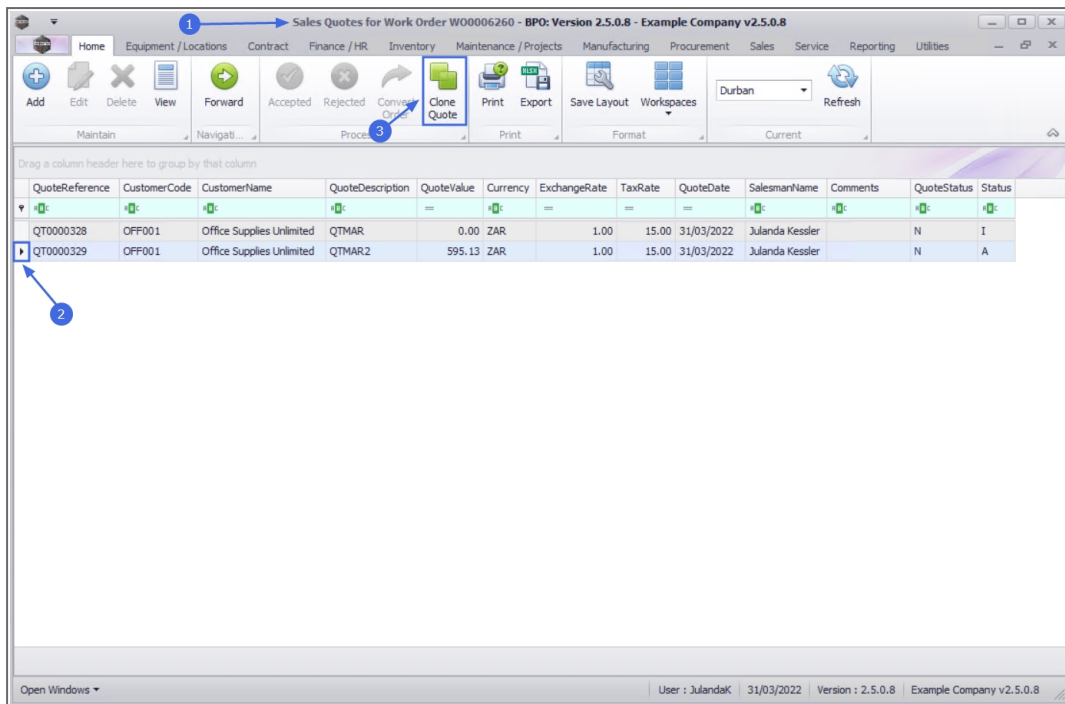 1 Sales Quotes for Work Order WO0006260 - BPO: Version 2.5.0.8 - Example Company v2.5.0.8
Home Equipment / Locations Contract Finance / HR Inventory Maintenance / Projects Manufacturing Procurement Sales Service Reporting Utilities
Add Edit Delete View Forward Accepted Rejected Convert Order Clone Quote Print Export Save Layout Workspaces Durban Refresh
3
Maintain Navigati... Print Format Current
Drag a column header here to group by that column
QuoteReference CustomerCode CustomerName QuoteDescription QuoteValue Currency ExchangeRate TaxRate QuoteDate SalesmanName Comments QuoteStatus Status
QT0000328 OFF001 Office Supplies Unlimited QTMAR 0.00 ZAR 1.00 15.00 31/03/2022 Julanda Kessler N I
QT0000329 OFF001 Office Supplies Unlimited QTMAR2 595.13 ZAR 1.00 15.00 31/03/2022 Julanda Kessler N A
2
Open Windows User : JulandaK 31/03/2022 Version : 2.5.0.8 Example Company v2.5.0.8